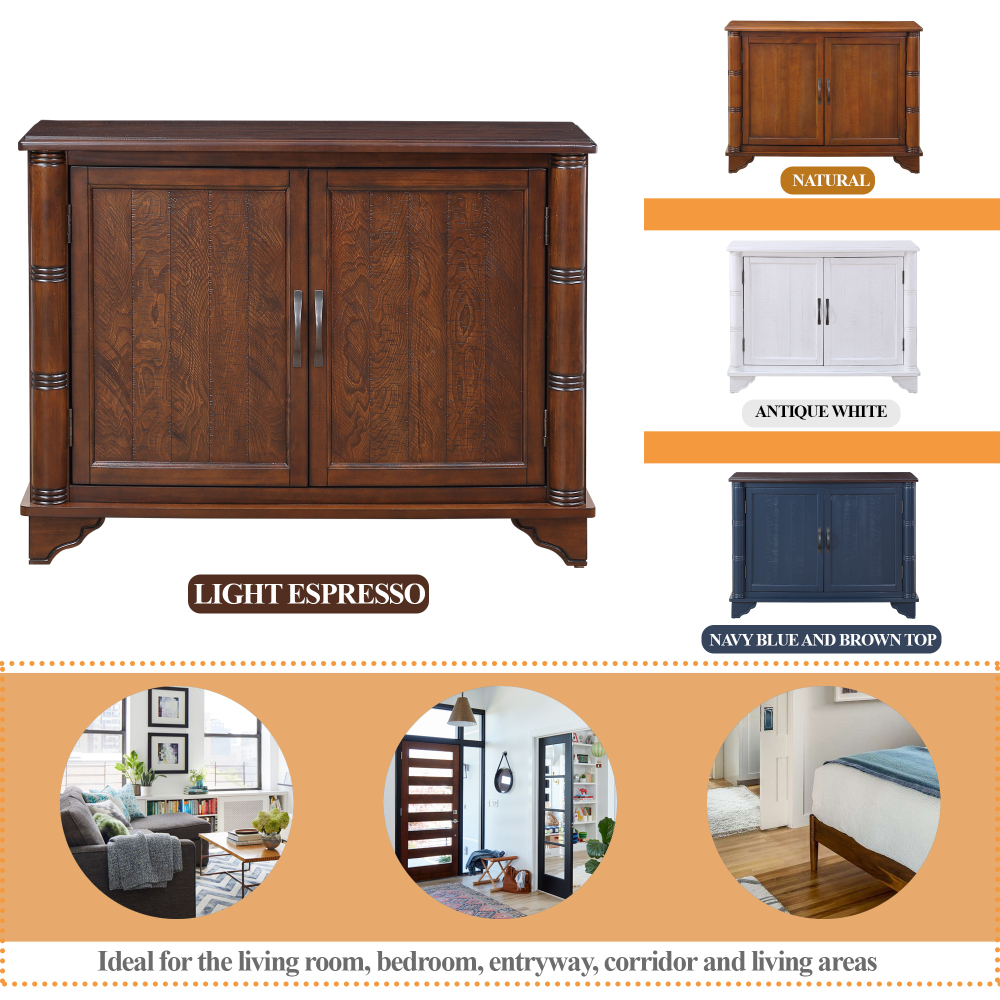 NATURAL
ANTIQUE WHITE
LIGHT ESPRESSO
NAVY BLUE AND BROWN TOP
Ideal for the living room, bedroom, entryway, corridor and living areas